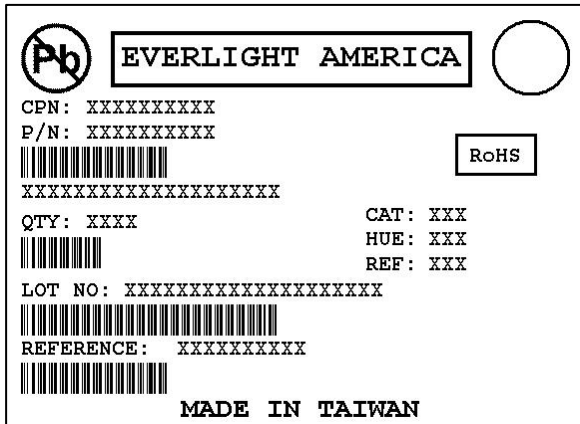 Pb EVERLIGHT AMERICA
CPN: XXXXXXXXXX
P/N: XXXXXXXXXX
RoHS
XXXXXXXXXXXXXXXXXXXX
QTY: XXXX
CAT: XXX
HUE: XXX
REF: XXX
LOT NO: XXXXXXXXXXXXXXXXXXXX
REFERENCE: XXXXXXXXXX
MADE IN TAIWAN